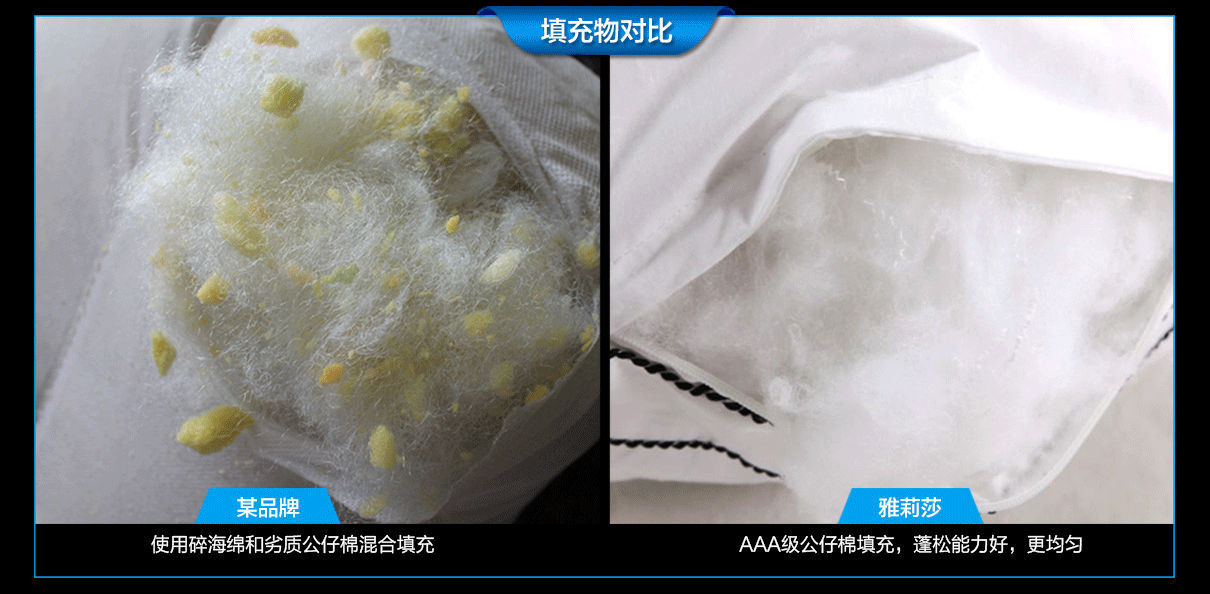 填充物对比
某品牌
雅莉莎
使用碎海绵和劣质公仔棉混合填充
AAA级公仔棉填充，蓬松能力好，更均匀